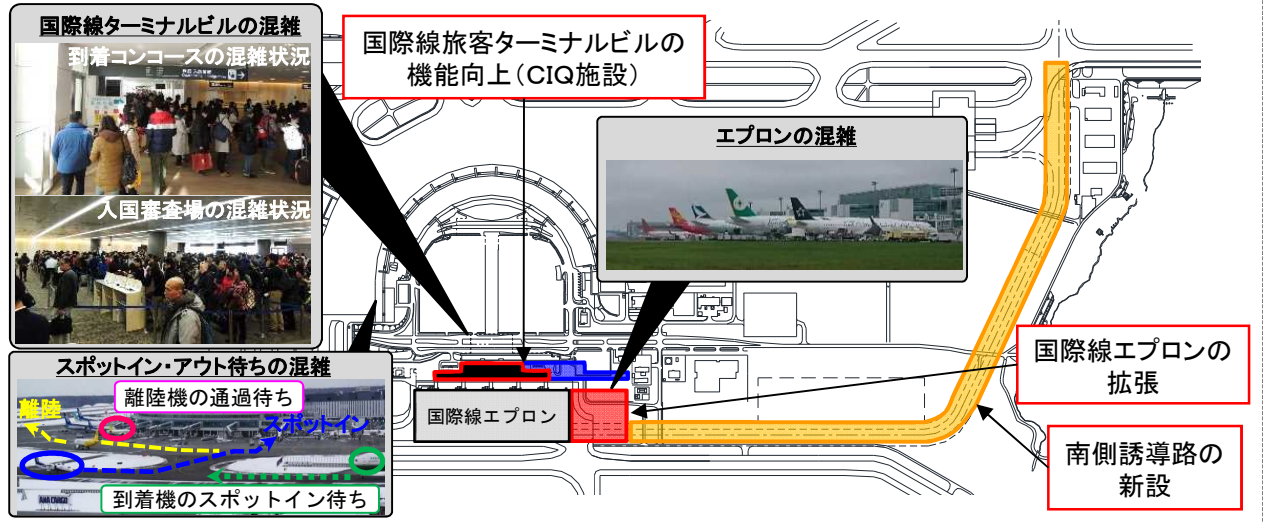 国際線ターミナルビルの混雑
到着コンコースの混雑状況
入国審査場の混雑状況
国際線旅客ターミナルビルの
機能向上(CIQ施設)
エプロンの混雑
スポットイン・アウト待ちの混雑
離陸機の通過待ち
離陸
スポットイン
到着機のスポットイン待ち
ANA CARGO
国際線エプロン
国際線エプロンの
拡張
南側誘導路の
新設